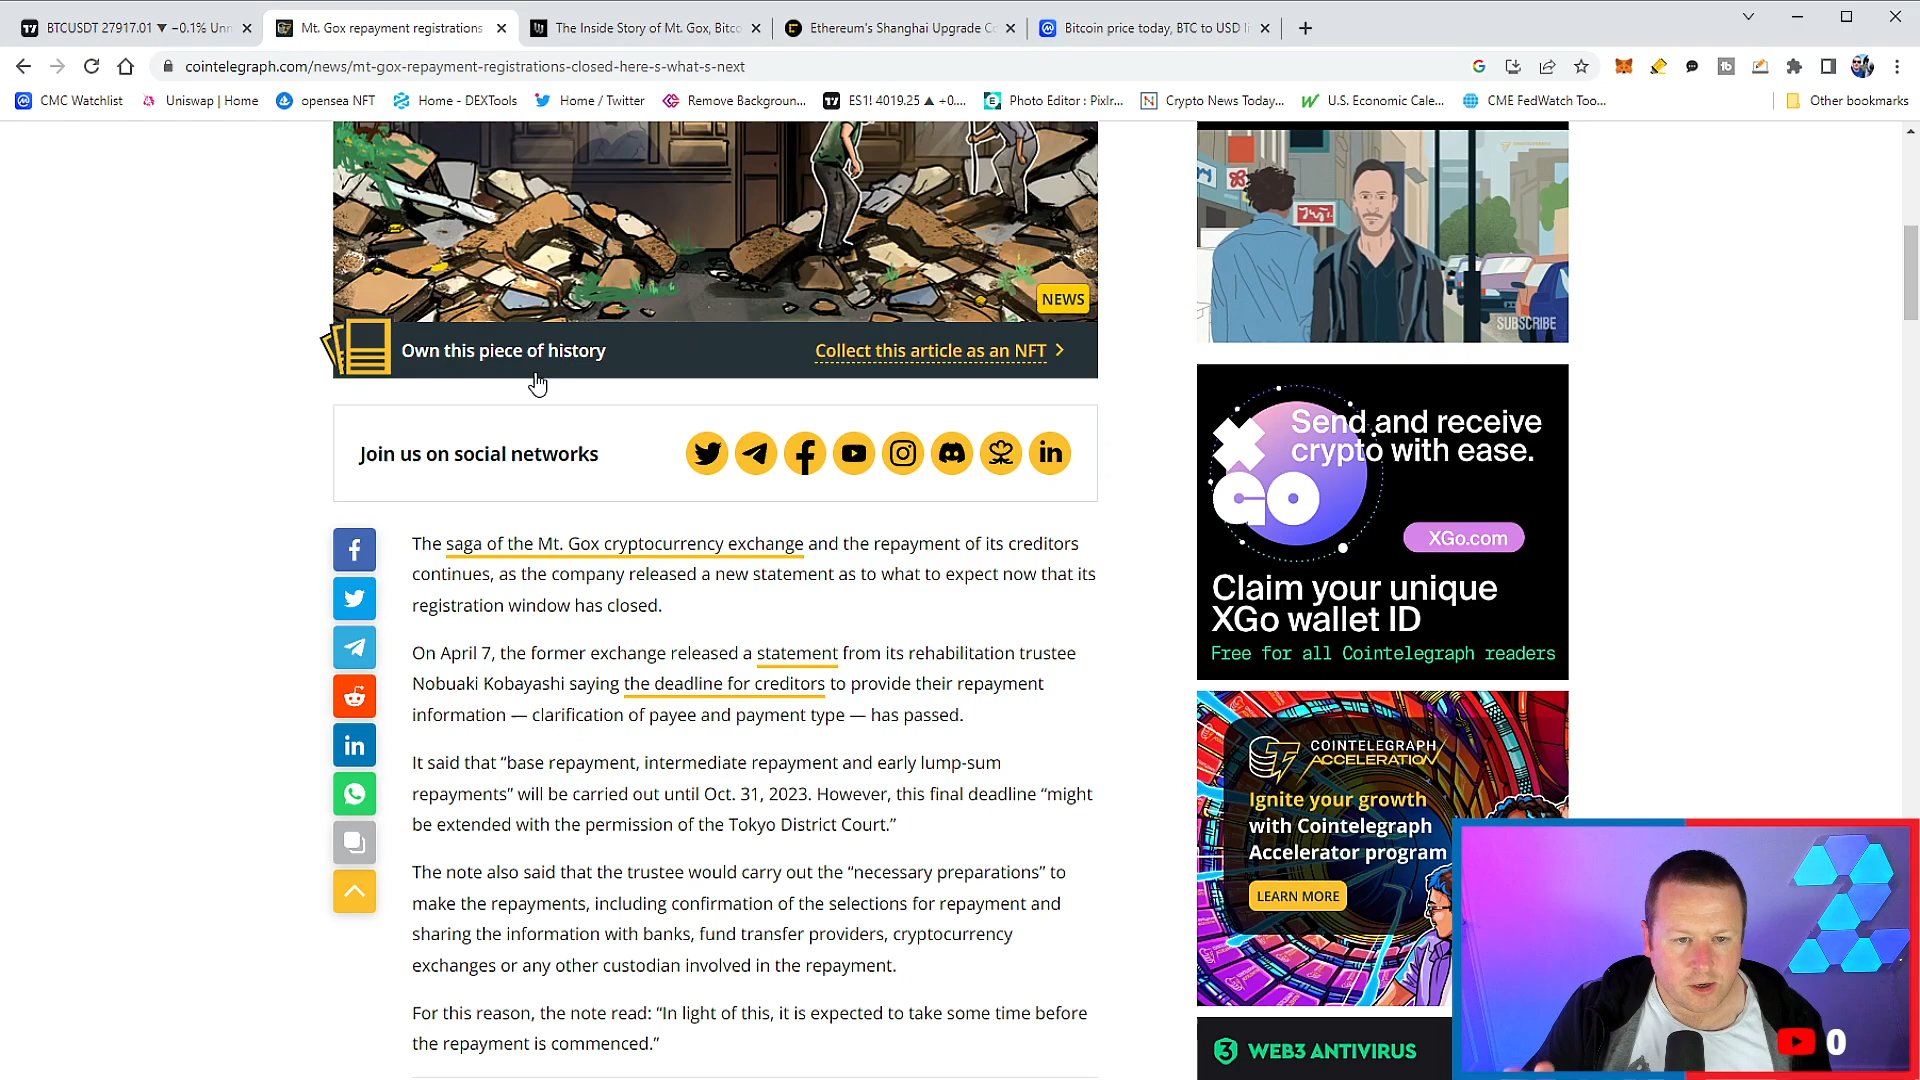 BTCUSDT 27917.01 ▼ −0.1% Unn
Mt. Gox repayment registrations
The Inside Story of Mt. Gox, Bitco
Ethereum's Shanghai Upgrade Co
Bitcoin price today, BTC to USD li
cointelegraph.com/news/mt-gox-repayment-registrations-closed-here-s-what-s-next
CMC Watchlist
Uniswap | Home
opensea NFT
Home - DEXTools
Home / Twitter
Remove Backgroun...
ES1! 4019.25 ▲ +0....
Photo Editor : Pixlr...
Crypto News Today...
U.S. Economic Cale...
CME FedWatch Too...
Other bookmarks
NEWS
Own this piece of history
Collect this article as an NFT >
Join us on social networks
The saga of the Mt. Gox cryptocurrency exchange and the repayment of its creditors
continues, as the company released a new statement as to what to expect now that its
registration window has closed.
On April 7, the former exchange released a statement from its rehabilitation trustee
Nobuaki Kobayashi saying the deadline for creditors to provide their repayment
information — clarification of payee and payment type — has passed.
It said that “base repayment, intermediate repayment and early lump-sum
repayments” will be carried out until Oct. 31, 2023. However, this final deadline “might
be extended with the permission of the Tokyo District Court.”
The note also said that the trustee would carry out the “necessary preparations” to
make the repayments, including confirmation of the selections for repayment and
sharing the information with banks, fund transfer providers, cryptocurrency
exchanges or any other custodian involved in the repayment.
For this reason, the note read: “In light of this, it is expected to take some time before
the repayment is commenced.”
SUBSCRIBE
Send and receive
crypto with ease.
XGO
XGo.com
Claim your unique
XGo wallet ID
Free for all Cointelegraph readers
COINTELEGRAPH
ACCELERATION
Ignite your growth
with Cointelegraph
Accelerator program
LEARN MORE
WEB3 ANTIVIRUS
0